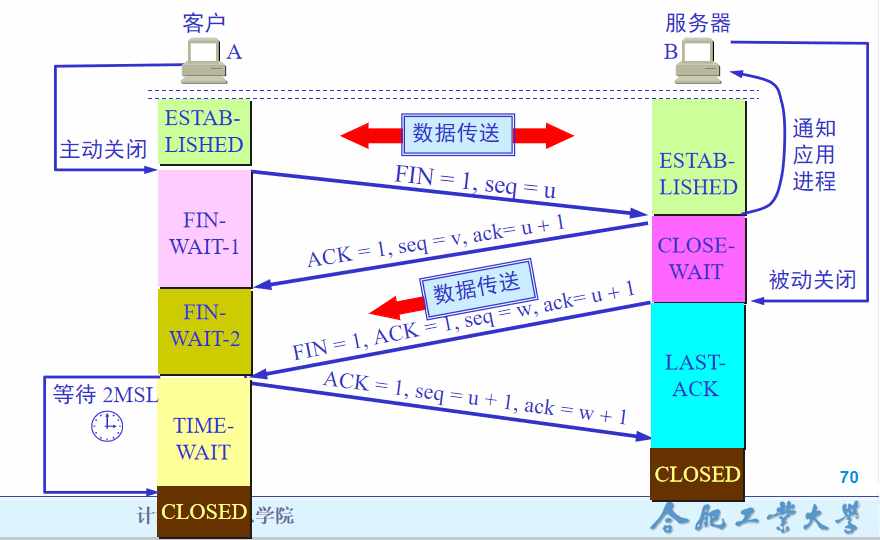 客户
A
服务器
B
ESTAB-
LISHED
数据传送
主动关闭
ESTAB-
LISHED
通知
应用
进程
FIN = 1, seq = u
FIN-
WAIT-1
ACK = 1, seq = v, ack= u + 1
CLOSE-
WAIT
数据传送
被动关闭
FIN-
WAIT-2
FIN = 1, ACK = 1, seq = w, ack= u + 1
LAST-
ACK
等待 2MSL
ACK = 1, seq = u + 1, ack = w + 1
TIME-
WAIT
CLOSED
CLOSED
70
计
学院
合肥工业大学